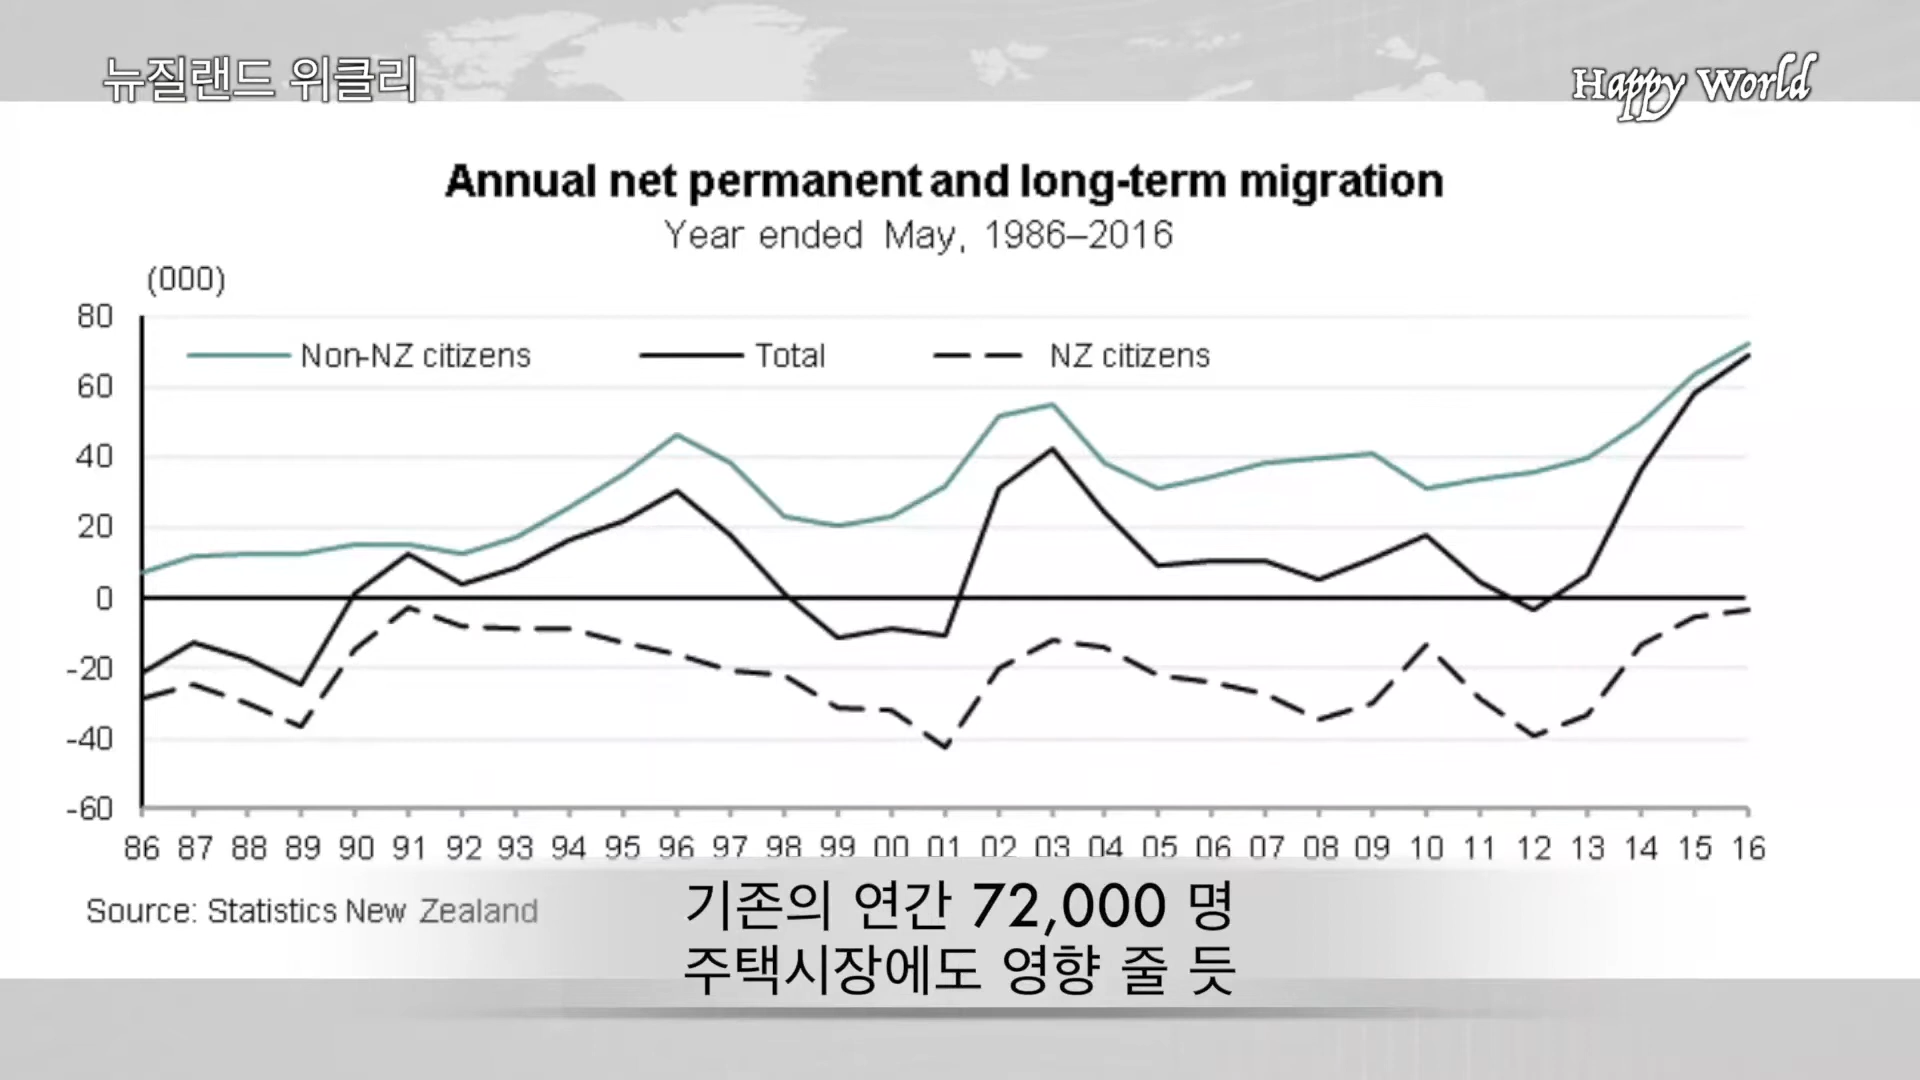 뉴질랜드 위클리
Happy World
Annual net permanent and long-term migration
Year ended May, 1986–2016
(000)
80
Non-NZ citizens
Total
NZ citizens
60
40
20
0
-20
-40
-60
86 87 88 89 90 91 92 93 94 95 96 97 98 99 00 01 02 03 04 05 06 07 08 09 10 11 12 13 14 15 16
Source: Statistics New Zealand
기존의 연간 72,000 명
주택시장에도 영향 줄 듯